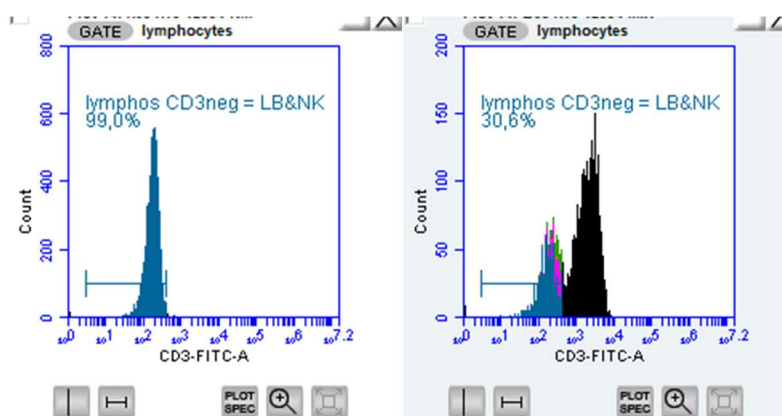 GATE lymphocytes
800
lymphos CD3neg = LB&NK
99,0%
600
400
200
0
Count
10^0 10^1 10^2 10^3 10^4 10^5 10^6 10^7.2
CD3-FITC-A
PLOT SPEC
GATE lymphocytes
200
lymphos CD3neg = LB&NK
30,6%
150
100
50
0
Count
10^0 10^1 10^2 10^3 10^4 10^5 10^6 10^7.2
CD3-FITC-A
PLOT SPEC